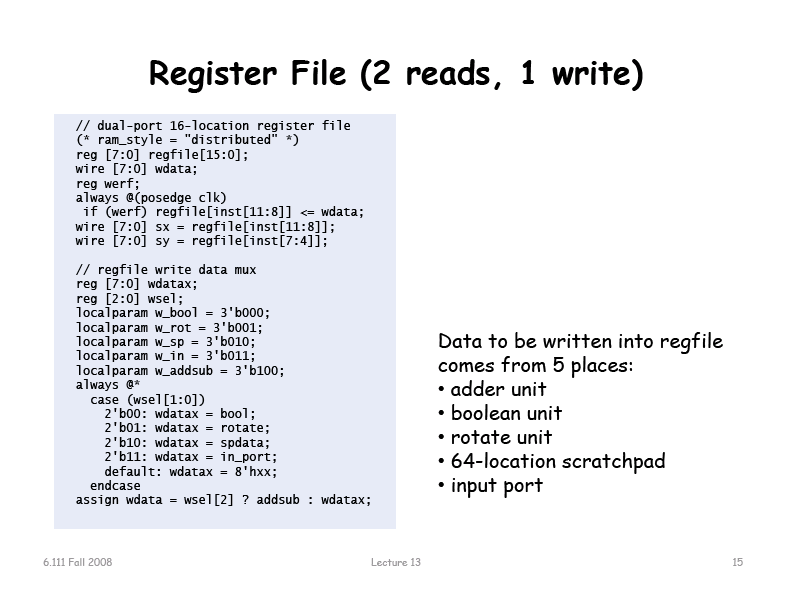 Register File (2 reads, 1 write)
// dual-port 16-location register file
(* ram_style = "distributed" *)
reg [7:0] regfile[15:0];
wire [7:0] wdata;
reg werf;
always @(posedge clk)
 if (werf) regfile[inst[11:8]] <= wdata;
wire [7:0] sx = regfile[inst[11:8]];
wire [7:0] sy = regfile[inst[7:4]];
// regfile write data mux
reg [7:0] wdatax;
reg [2:0] wsel;
localparam w_bool = 3'b000;
localparam w_rot = 3'b001;
localparam w_sp = 3'b010;
localparam w_in = 3'b011;
localparam w_addsub = 3'b100;
always @*
  case (wsel[1:0])
    2'b00: wdatax = bool;
    2'b01: wdatax = rotate;
    2'b10: wdatax = spdata;
    2'b11: wdatax = in_port;
    default: wdatax = 8'hxx;
  endcase
assign wdata = wsel[2] ? addsub : wdatax;
Data to be written into regfile
comes from 5 places:
• adder unit
• boolean unit
• rotate unit
• 64-location scratchpad
• input port
6.111 Fall 2008
Lecture 13
15